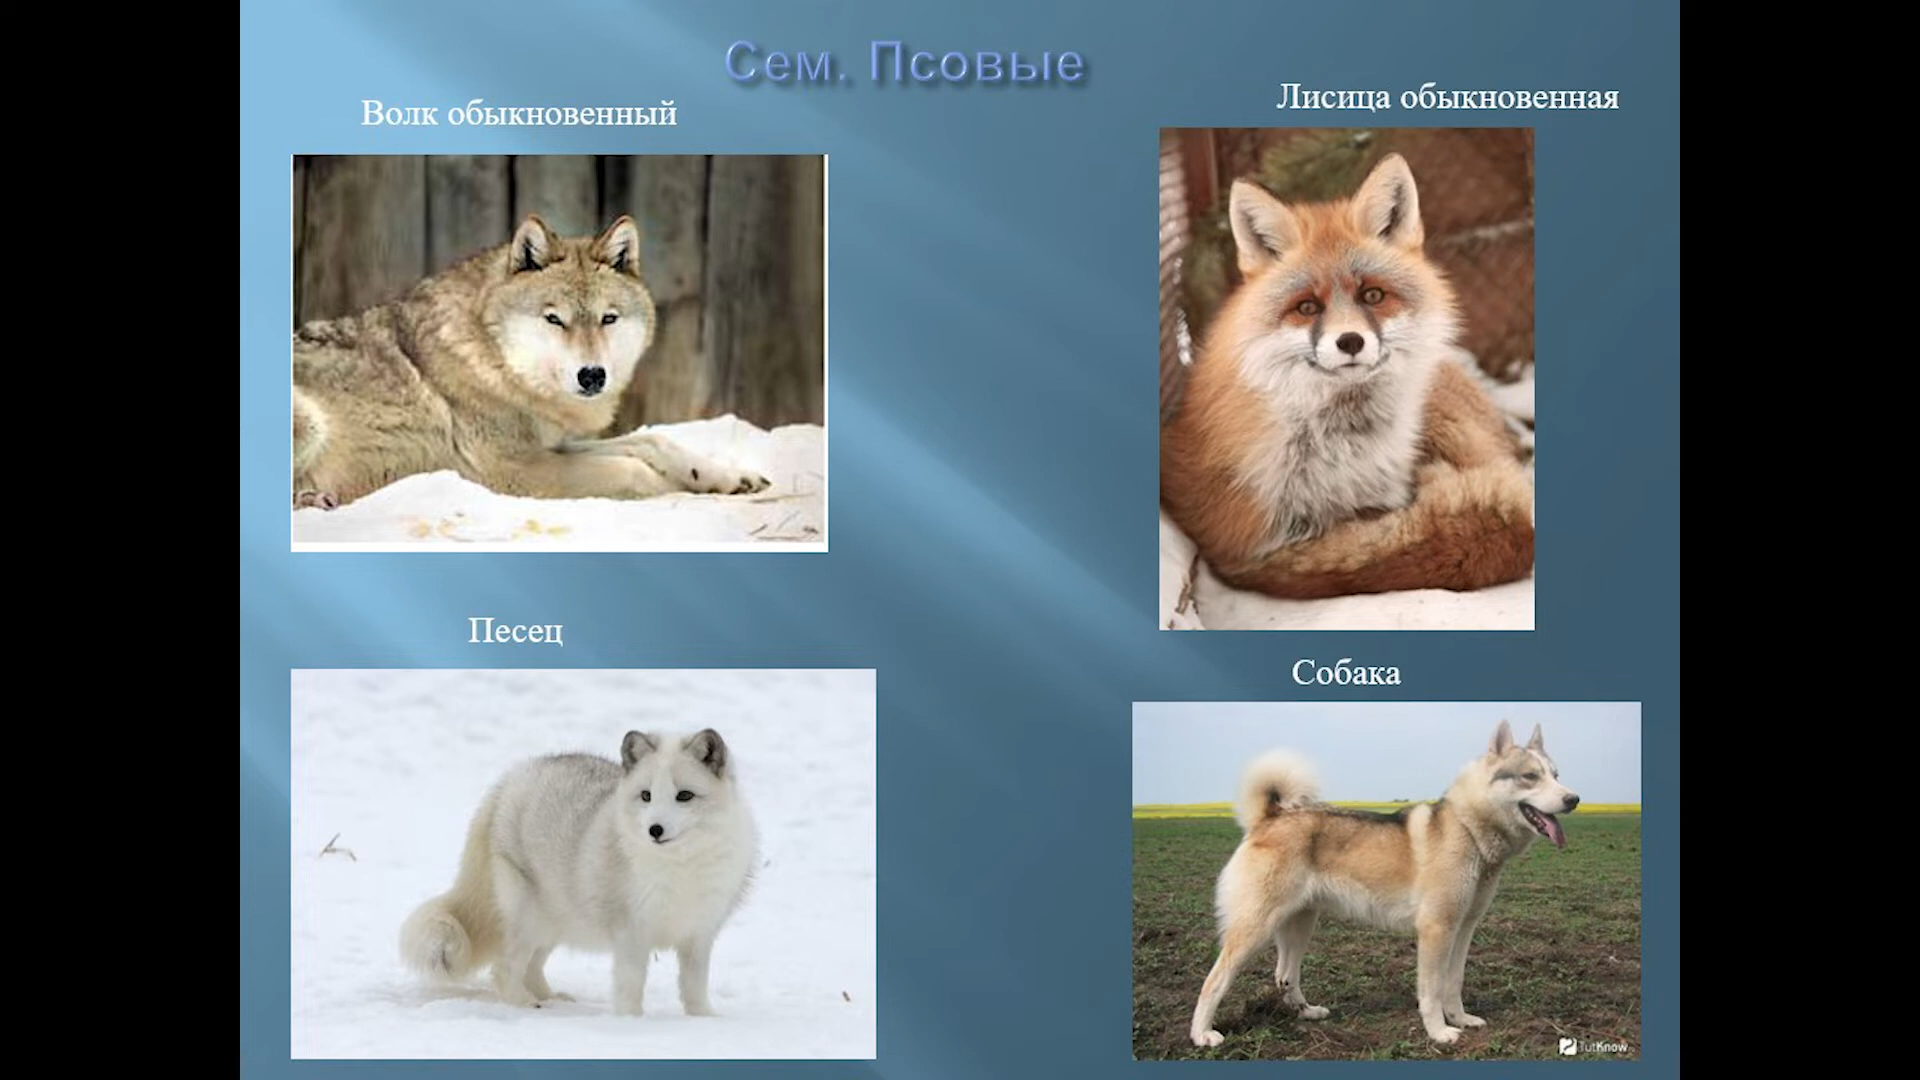 Сем. Псовые
Волк обыкновенный
Лисица обыкновенная
Песец
Собака
TutKnow